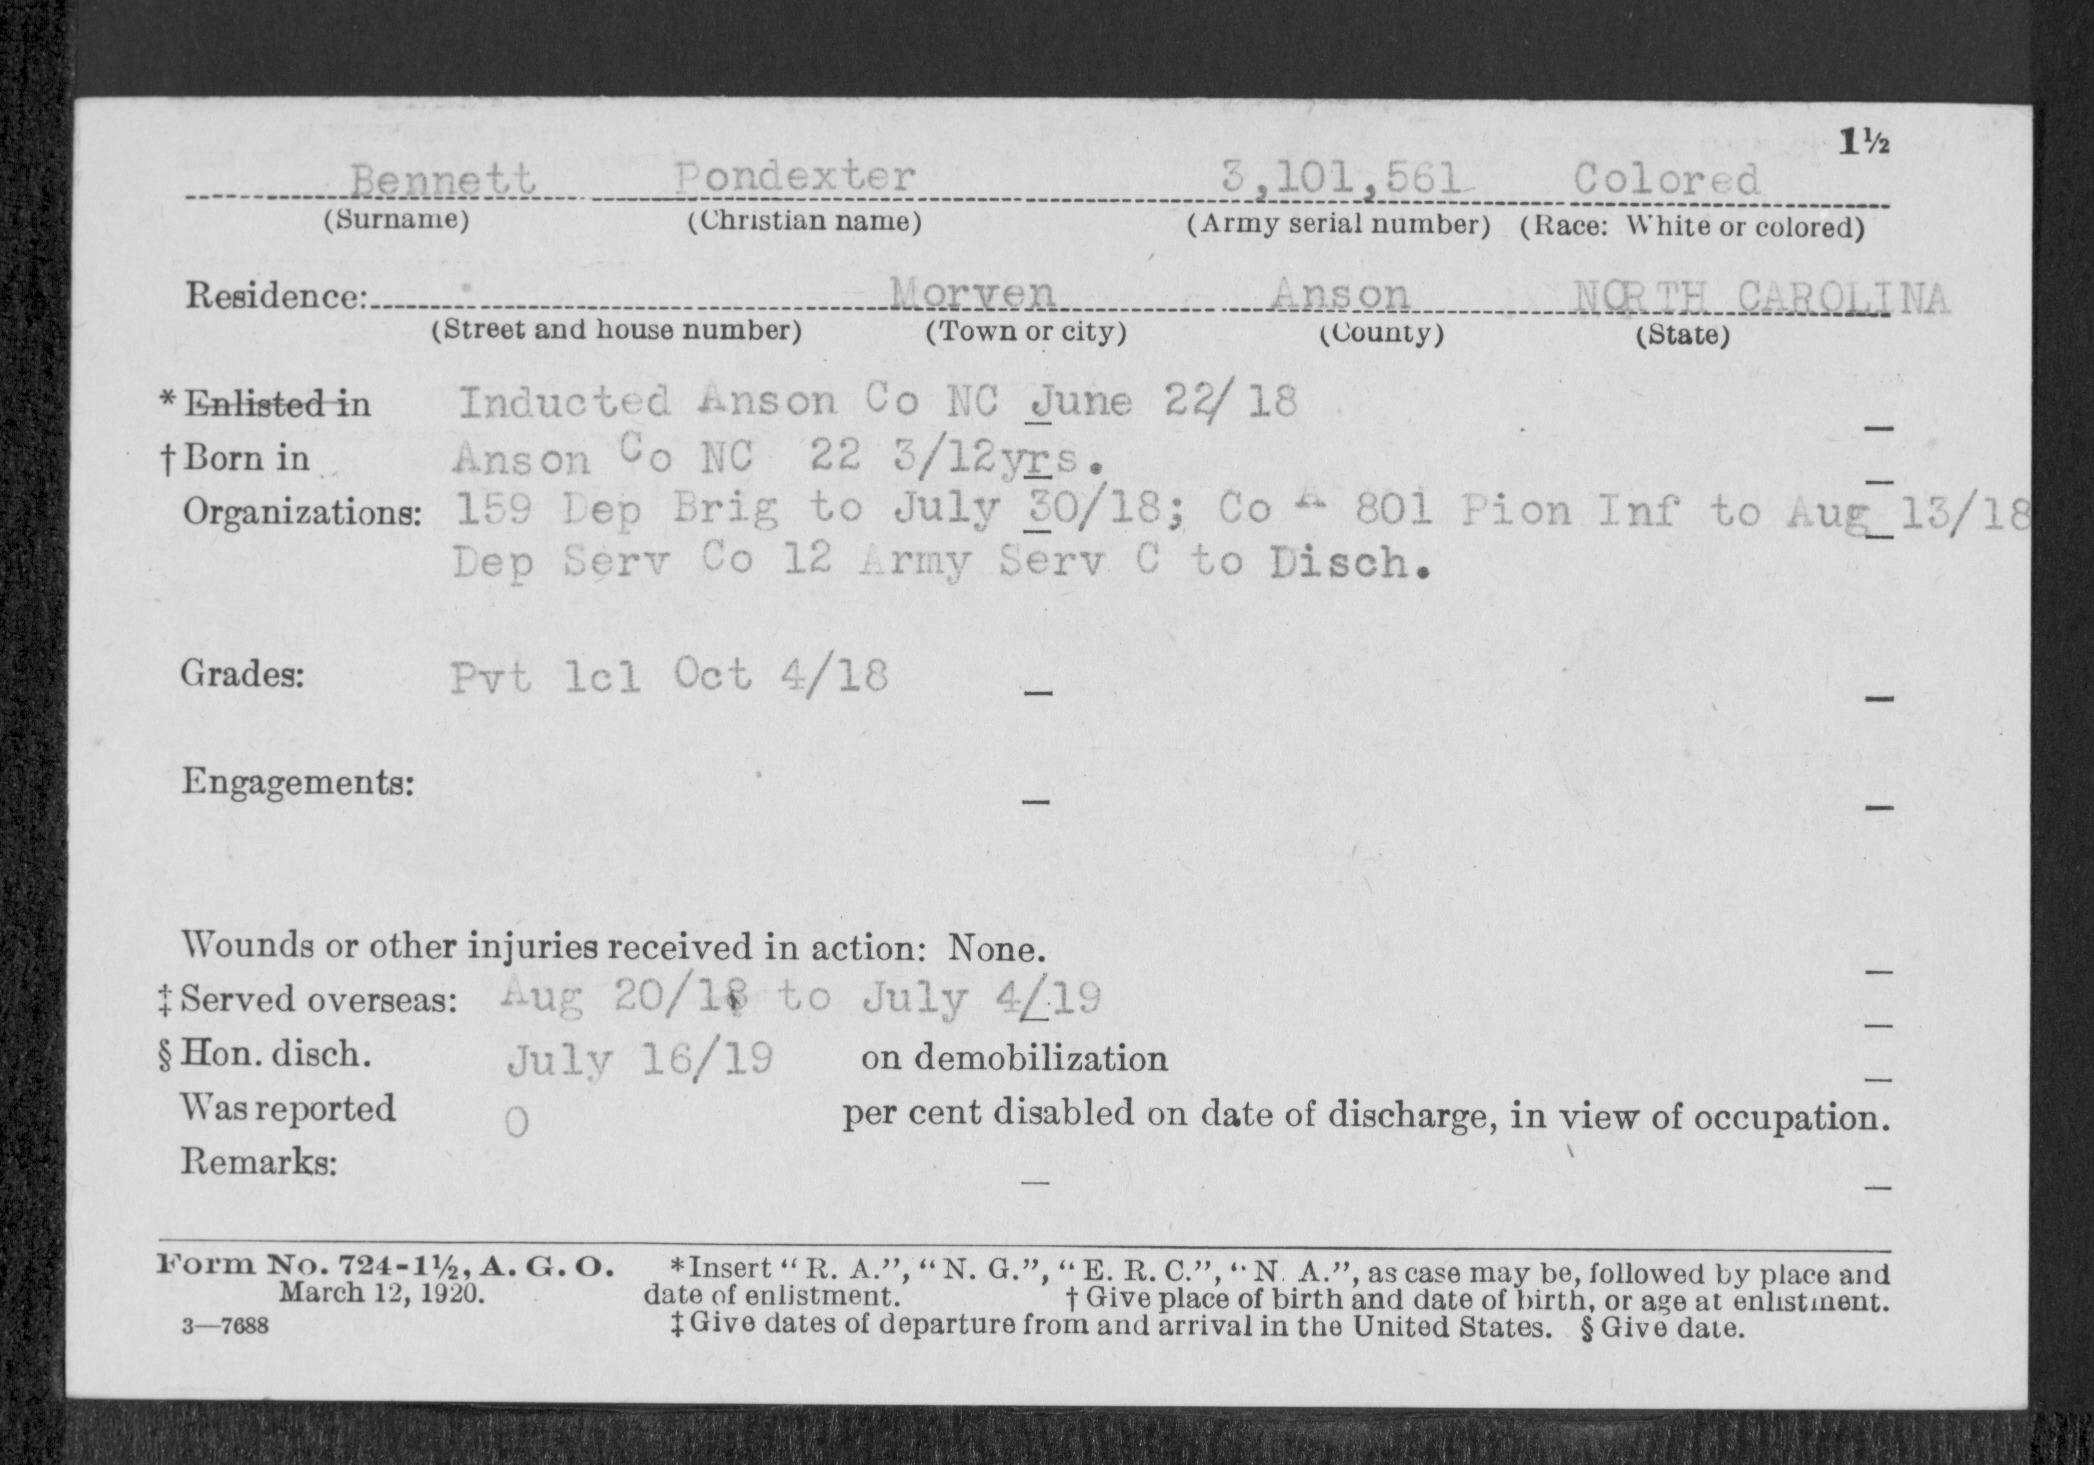 1½
Bennett Pondexter 3,101,561 Colored
(Surname) (Christian name) (Army serial number) (Race: White or colored)
Residence: Morven Anson NORTH CAROLINA
(Street and house number) (Town or city) (County) (State)
*Enlisted in Inducted Anson Co NC June 22/18
†Born in Anson Co NC 22 3/12yrs.
Organizations: 159 Dep Brig to July 30/18; Co A 801 Pion Inf to Aug 13/18
Dep Serv Co 12 Army Serv C to Disch.
Grades: Pvt 1cl Oct 4/18
Engagements:
Wounds or other injuries received in action: None.
‡Served overseas: Aug 20/18 to July 4/19
§Hon. disch. July 16/19 on demobilization
Was reported 0 per cent disabled on date of discharge, in view of occupation.
Remarks:
Form No. 724-1½, A. G. O. *Insert "R. A.", "N. G.", "E. R. C.", "N. A.", as case may be, followed by place and
March 12, 1920. date of enlistment. †Give place of birth and date of birth, or age at enlistment.
3—7688 ‡Give dates of departure from and arrival in the United States. §Give date.